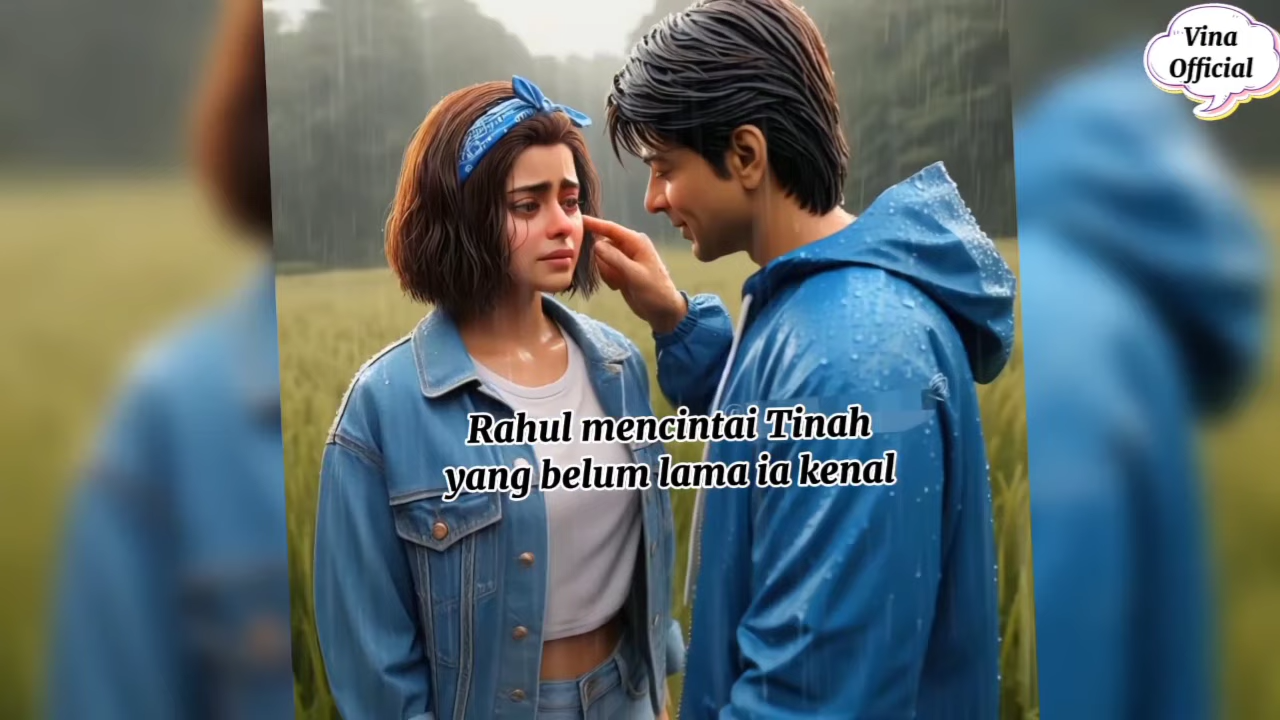 Vina
Official
Rahul mencintai Tinah
yang belum lama ia kenal